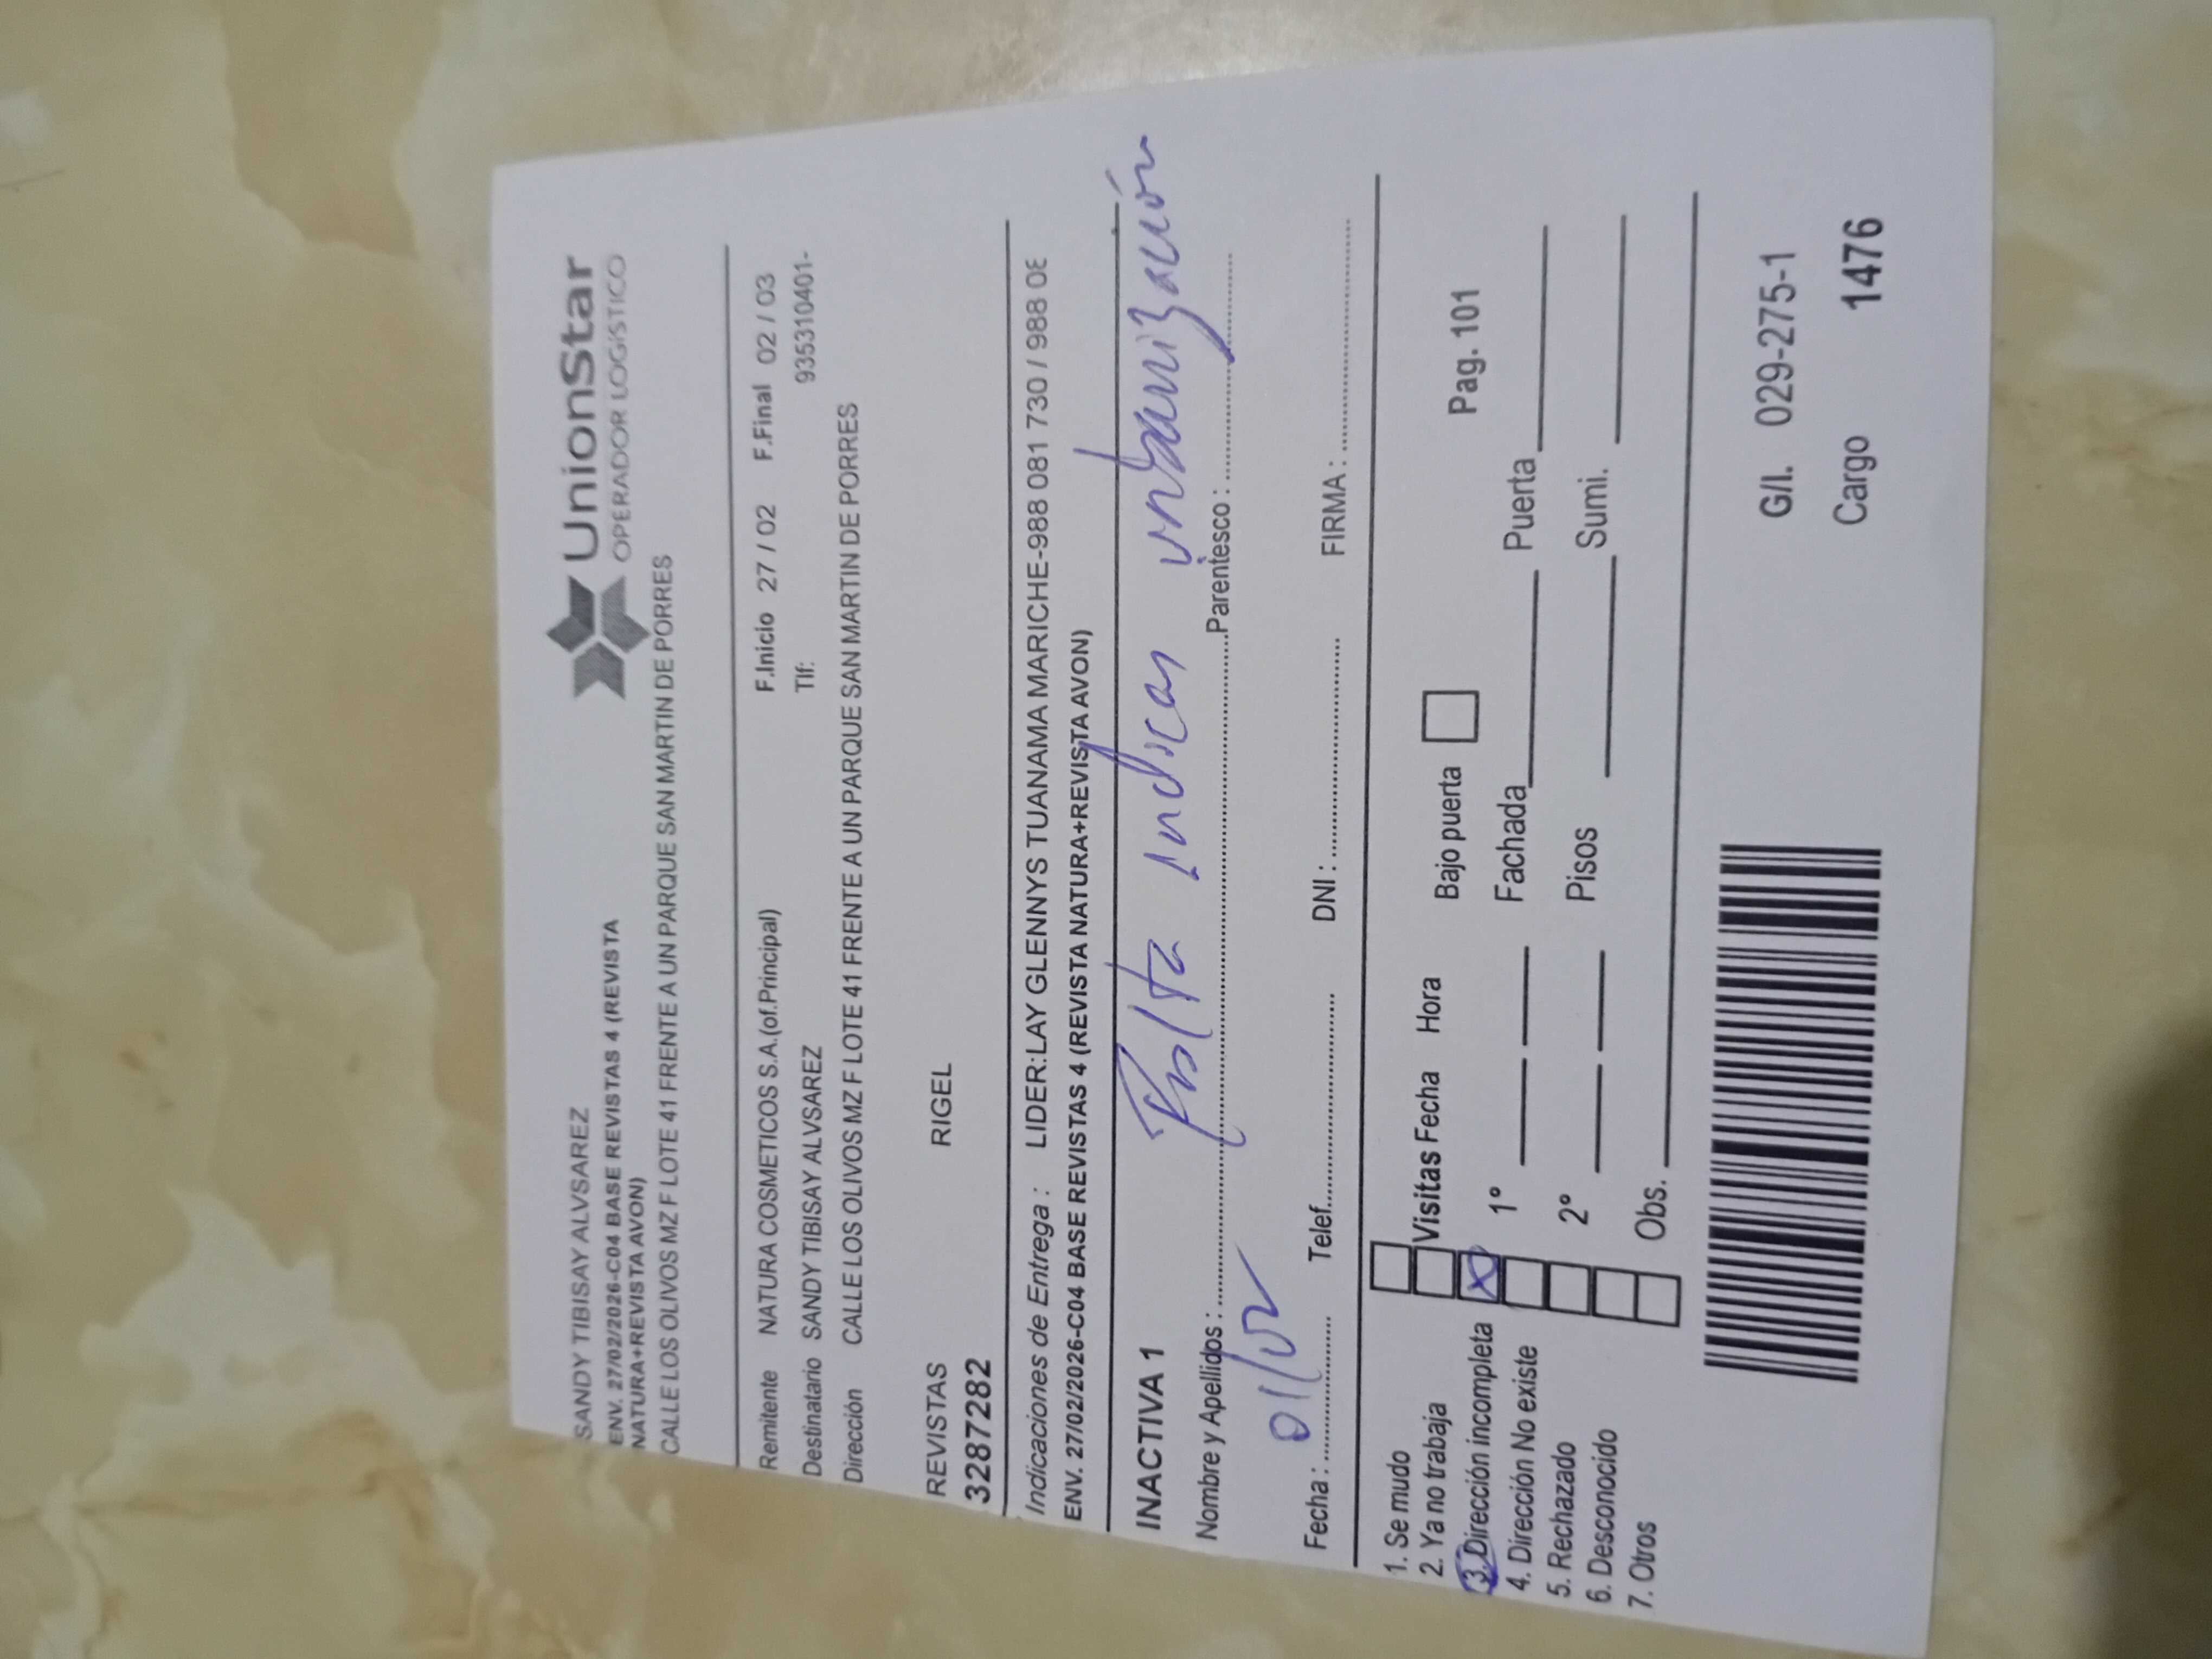 SANDY TIBISAY ALVSAREZ
ENV. 27/02/2026-C04 BASE REVISTAS 4 (REVISTA
NATURA+REVISTA AVON)
CALLE LOS OLIVOS MZ F LOTE 41 FRENTE A UN PARQUE SAN MARTIN DE PORRES
UnionStar
OPERADOR LOGÍSTICO
Remitente NATURA COSMETICOS S.A.(of.Principal) F.Inicio 27 / 02 F.Final 02 / 03
Destinatario SANDY TIBISAY ALVSAREZ Tlf: 935310401-
Dirección CALLE LOS OLIVOS MZ F LOTE 41 FRENTE A UN PARQUE SAN MARTIN DE PORRES
REVISTAS RIGEL
3287282
Indicaciones de Entrega : LIDER:LAY GLENNYS TUANAMA MARICHE-988 081 730 / 988 08
ENV. 27/02/2026-C04 BASE REVISTAS 4 (REVISTA NATURA+REVISTA AVON)
INACTIVA 1
Falta indicar urbanización
Nombre y Apellidos : Parentesco :
Fecha : Telef. DNI : FIRMA :
1. Se mudo
2. Ya no trabaja
3. Dirección incompleta
4. Dirección No existe
5. Rechazado
6. Desconocido
7. Otros
Visitas Fecha Hora Bajo puerta Pag. 101
1° Fachada Puerta
2° Pisos Sumi.
Obs.
G/I. 029-275-1
Cargo 1476